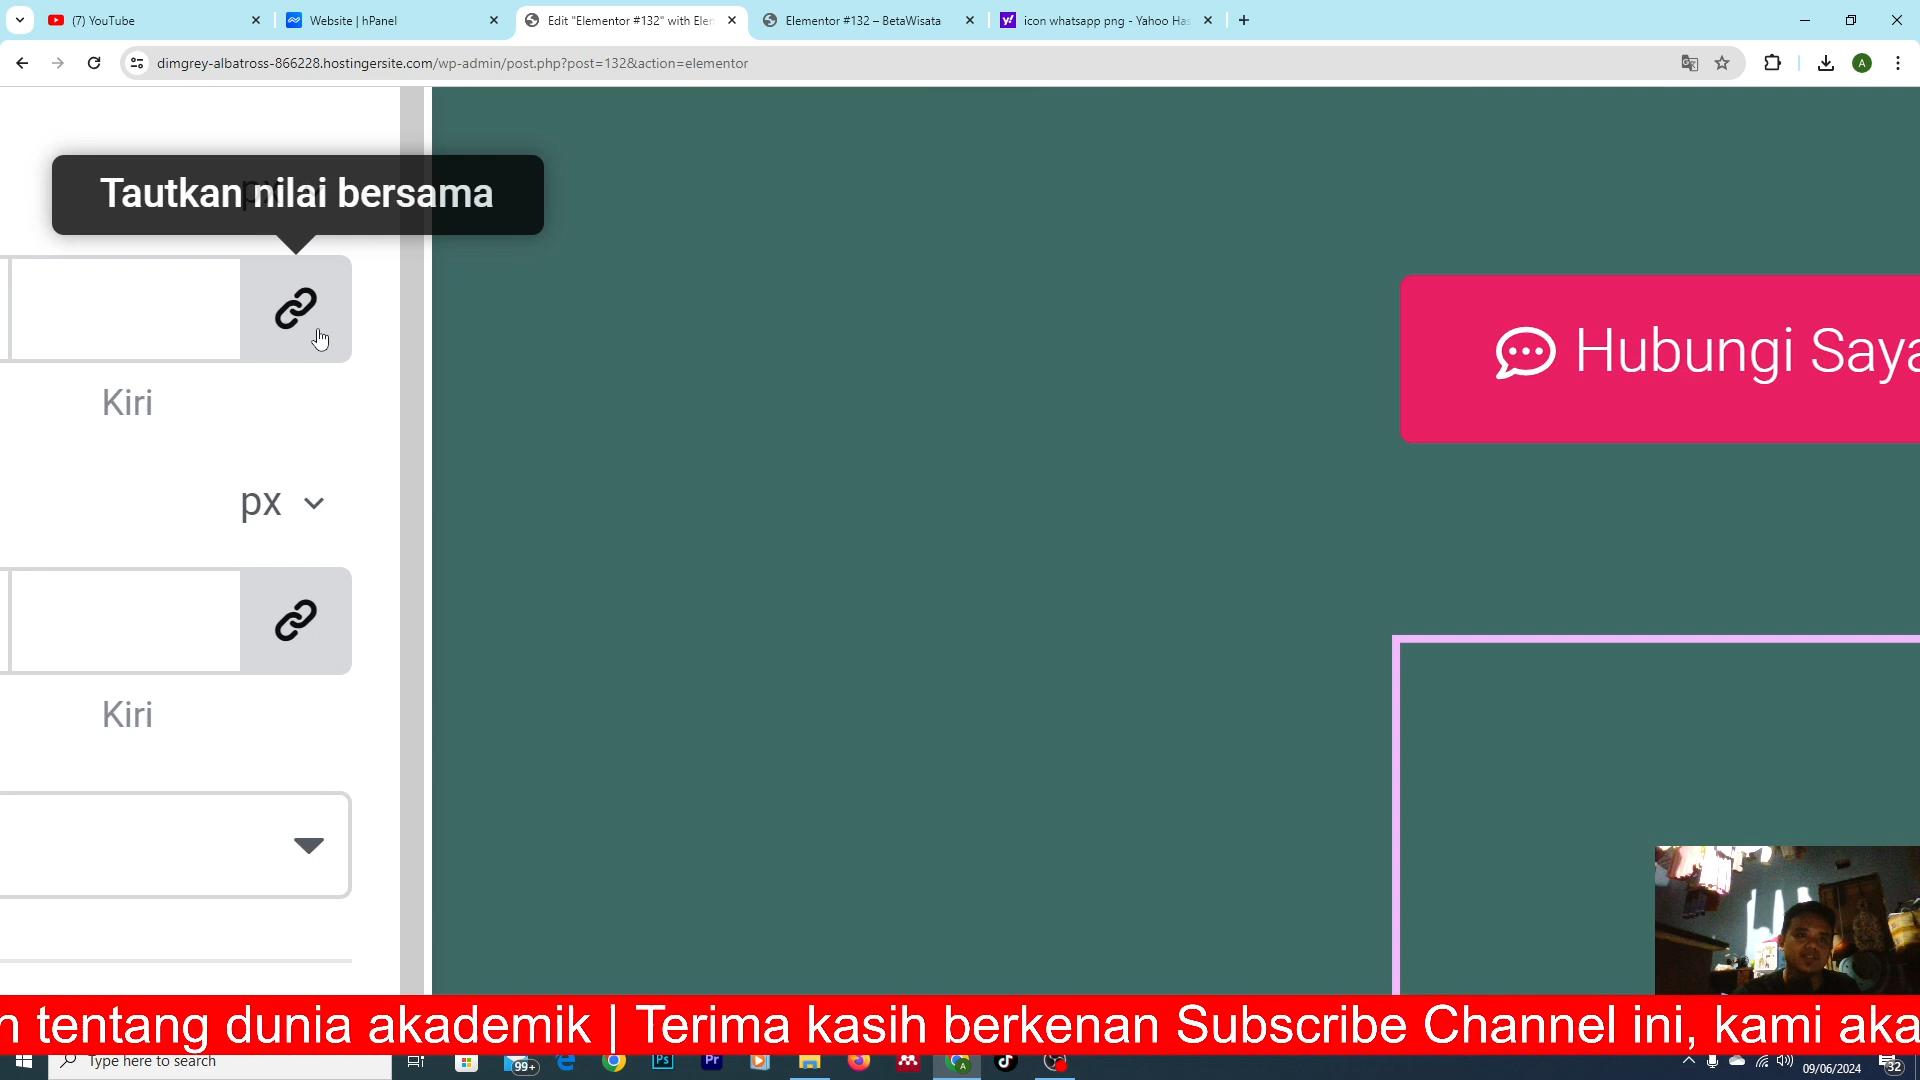 (7) YouTube
Website | hPanel
Edit "Elementor #132" with Elen
Elementor #132 – BetaWisata
icon whatsapp png - Yahoo Has
dimgrey-albatross-866228.hostingersite.com/wp-admin/post.php?post=132&action=elementor
A
Tautkan nilai bersama
px
Kiri
px
Kiri
Hubungi Saya
n tentang dunia akademik | Terima kasih berkenan Subscribe Channel ini, kami aka
Type here to search
99+
Ps
Pr
A
09/06/2024
32